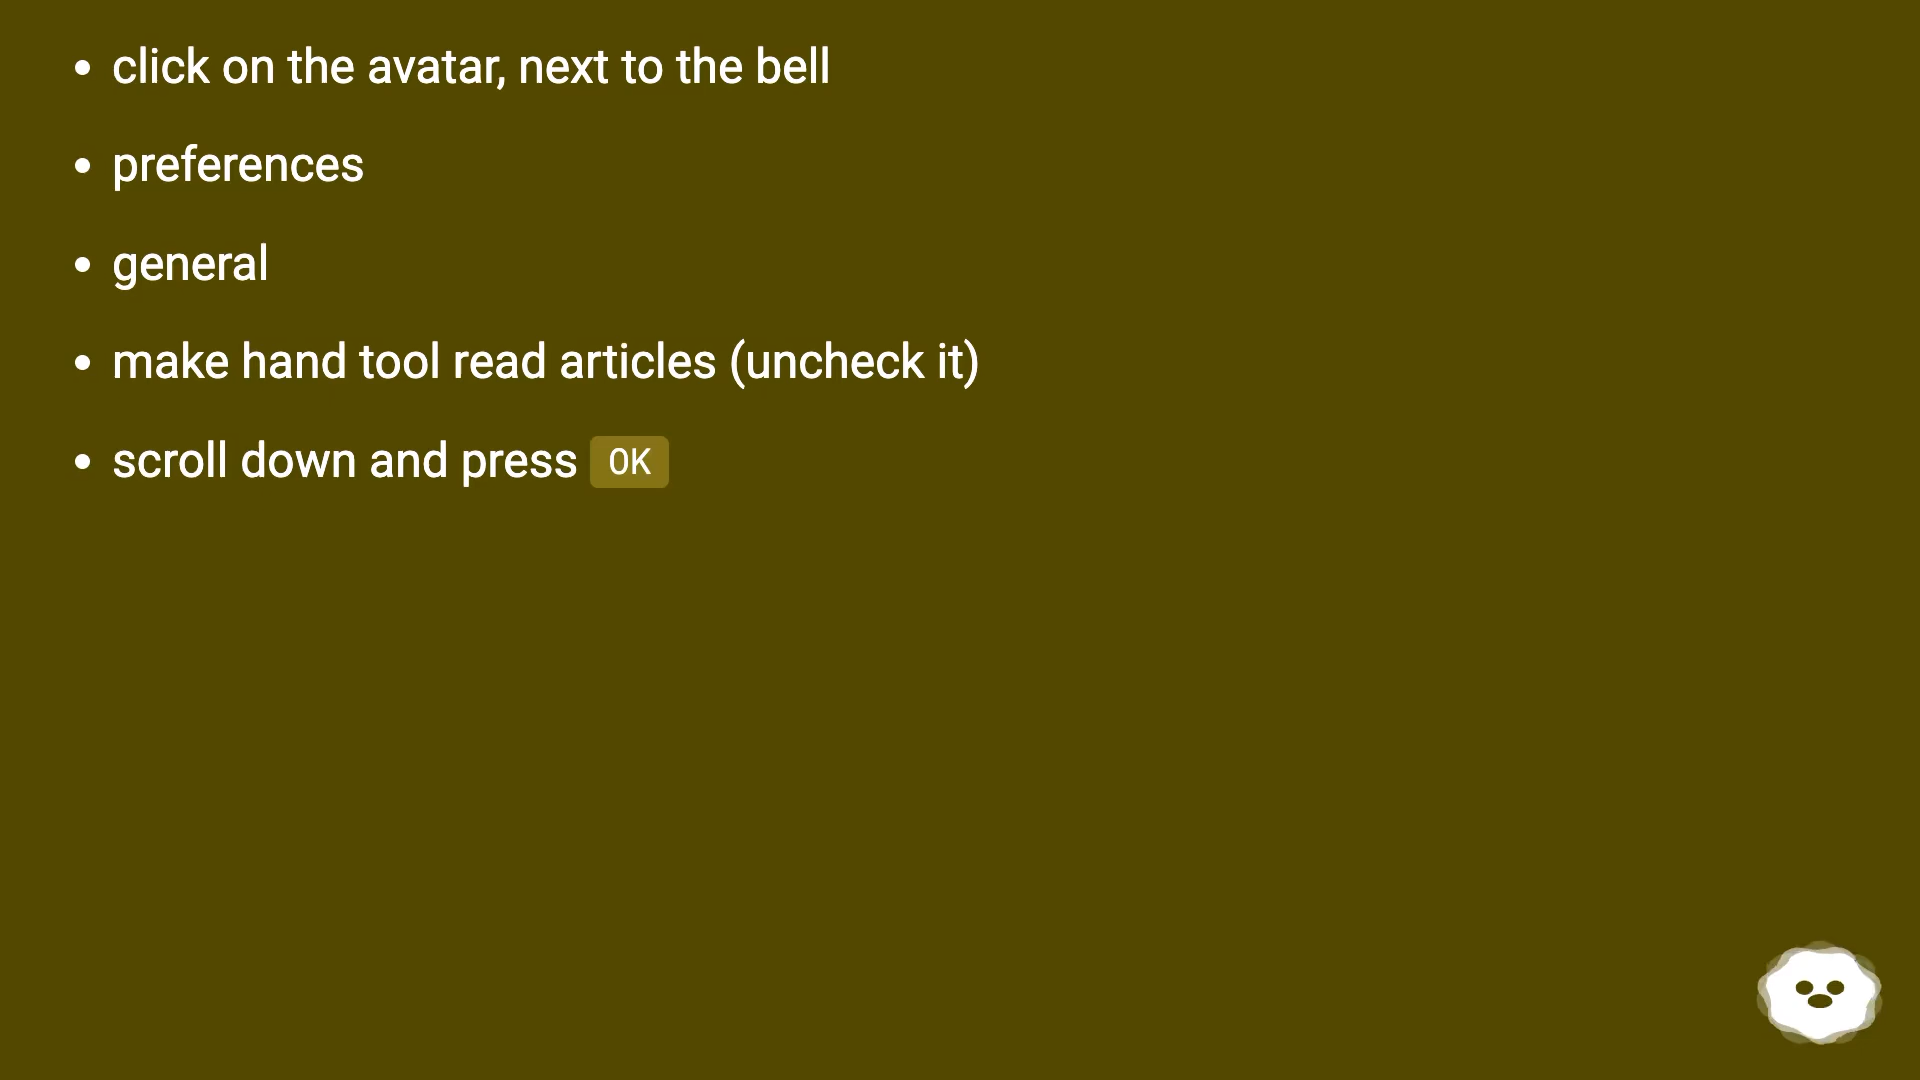 click on the avatar, next to the bell
preferences
general
make hand tool read articles (uncheck it)
scroll down and press OK